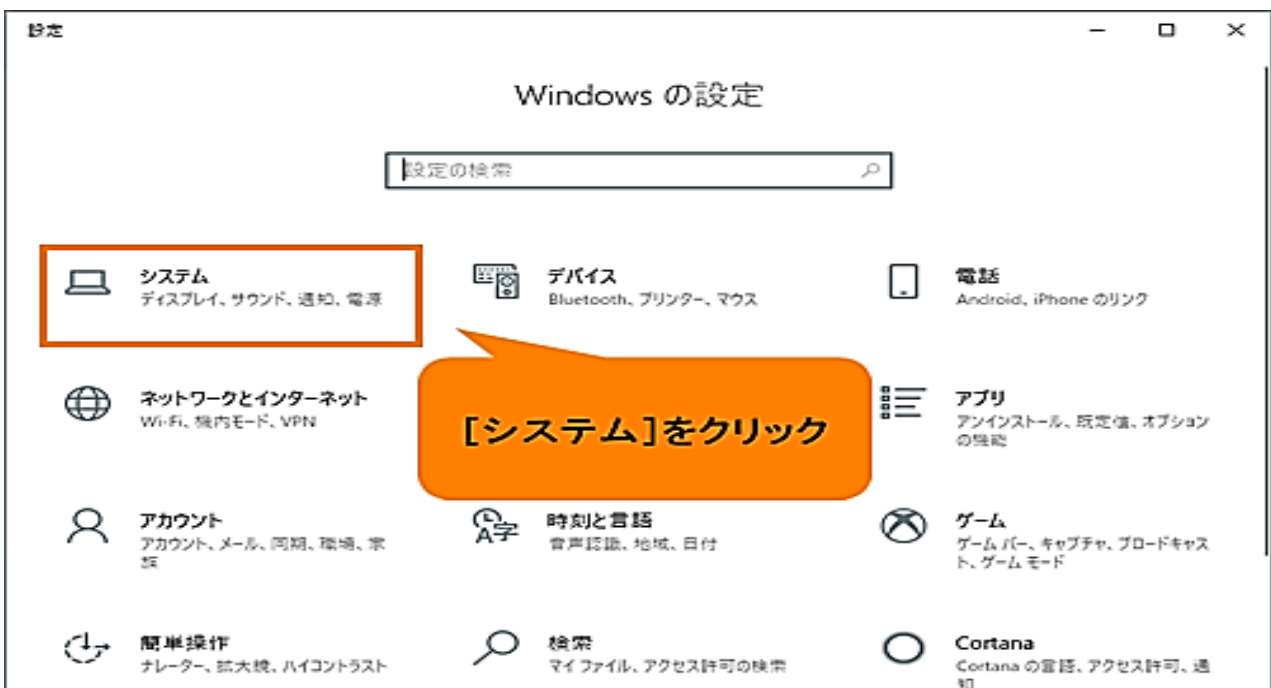 設定
Windows の設定
設定の検索
システム
ディスプレイ、サウンド、通知、電源
デバイス
Bluetooth、プリンター、マウス
電話
Android、iPhone のリンク
ネットワークとインターネット
Wi-Fi、機内モード、VPN
[システム]をクリック
アプリ
アンインストール、既定値、オプション
の機能
アカウント
アカウント、メール、同期、職場、家
族
時刻と言語
音声認識、地域、日付
ゲーム
ゲーム バー、キャプチャ、ブロードキャス
ト、ゲーム モード
簡単操作
ナレーター、拡大鏡、ハイコントラスト
検索
マイ ファイル、アクセス許可の検索
Cortana
Cortana の言語、アクセス許可、通
知